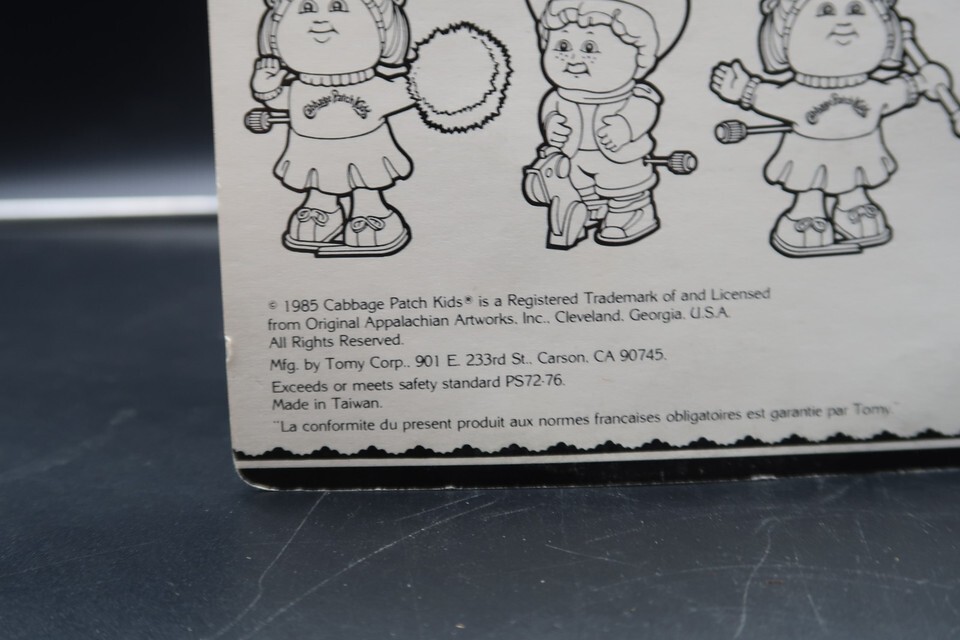 Cabbage Patch Kids
Cabbage Patch Kids
© 1985 Cabbage Patch Kids® is a Registered Trademark of and Licensed
from Original Appalachian Artworks, Inc., Cleveland, Georgia, U.S.A.
All Rights Reserved.
Mfg. by Tomy Corp., 901 E. 233rd St., Carson, CA 90745.
Exceeds or meets safety standard PS72-76.
Made in Taiwan.
"La conformite du present produit aux normes francaises obligatoires est garantie par Tomy."